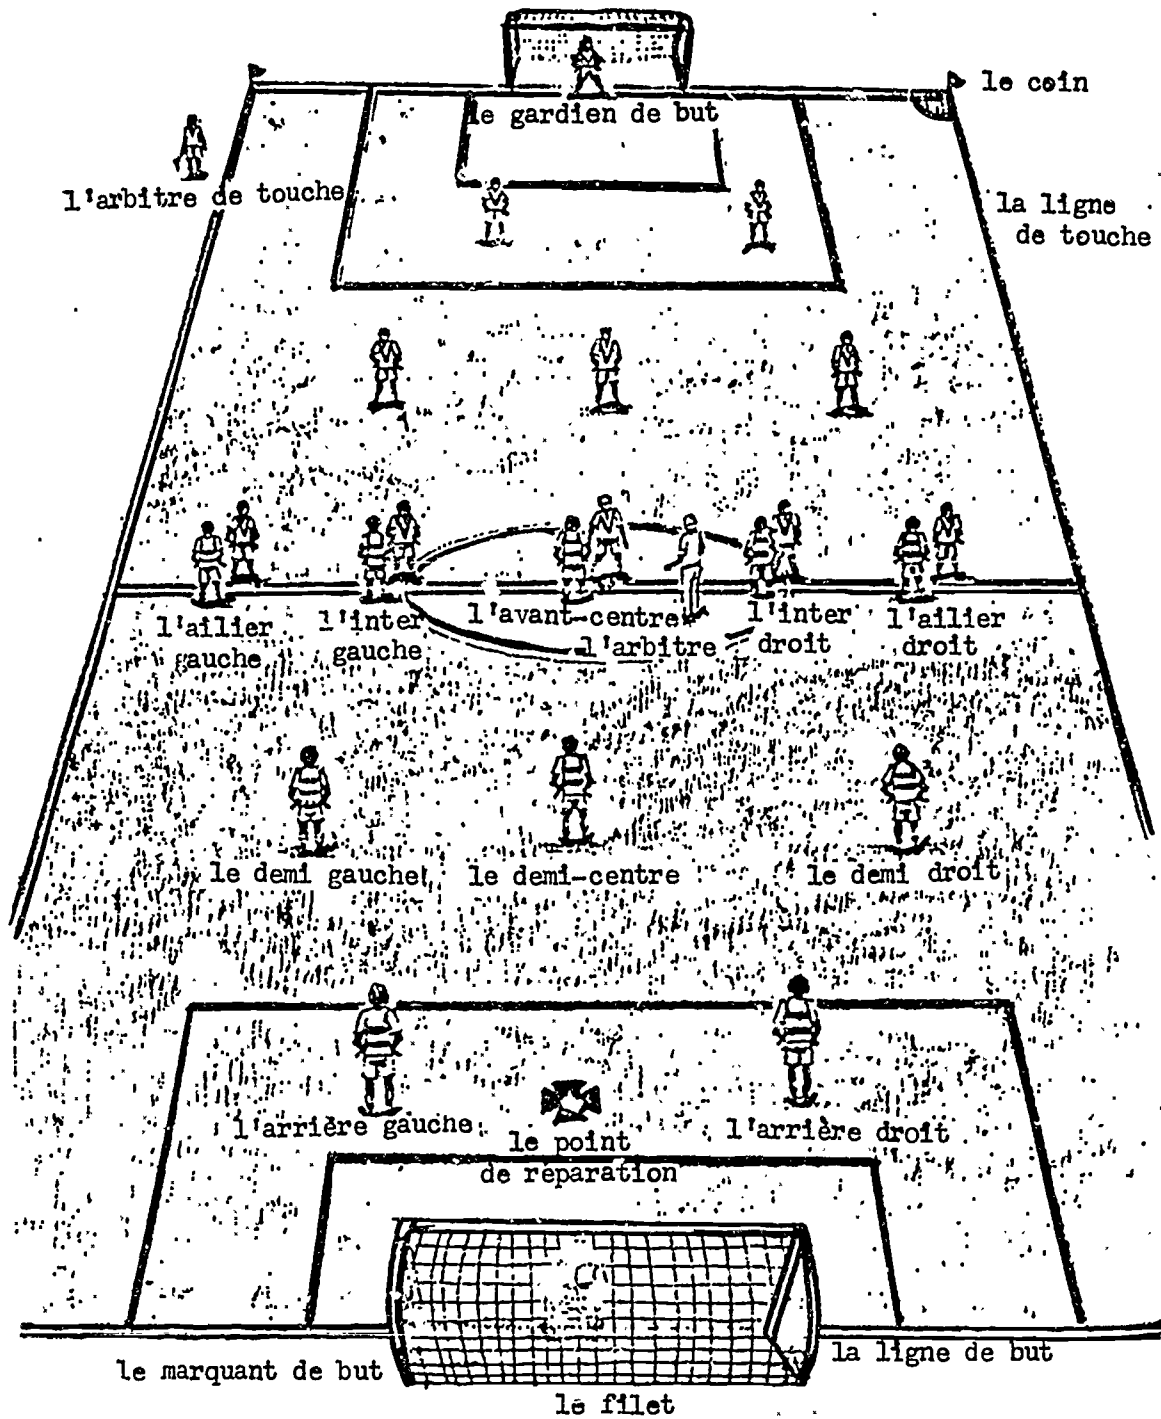 le coin
le gardien de but
l'arbitre de touche
la ligne
de touche
l'ailier
gauche
l'inter
gauche
l'avant-centre
l'arbitre
l'inter
droit
l'ailier
droit
le demi gauche
le demi-centre
le demi droit
l'arrière gauche
le point
de réparation
l'arrière droit
le marquant de but
la ligne de but
le filet